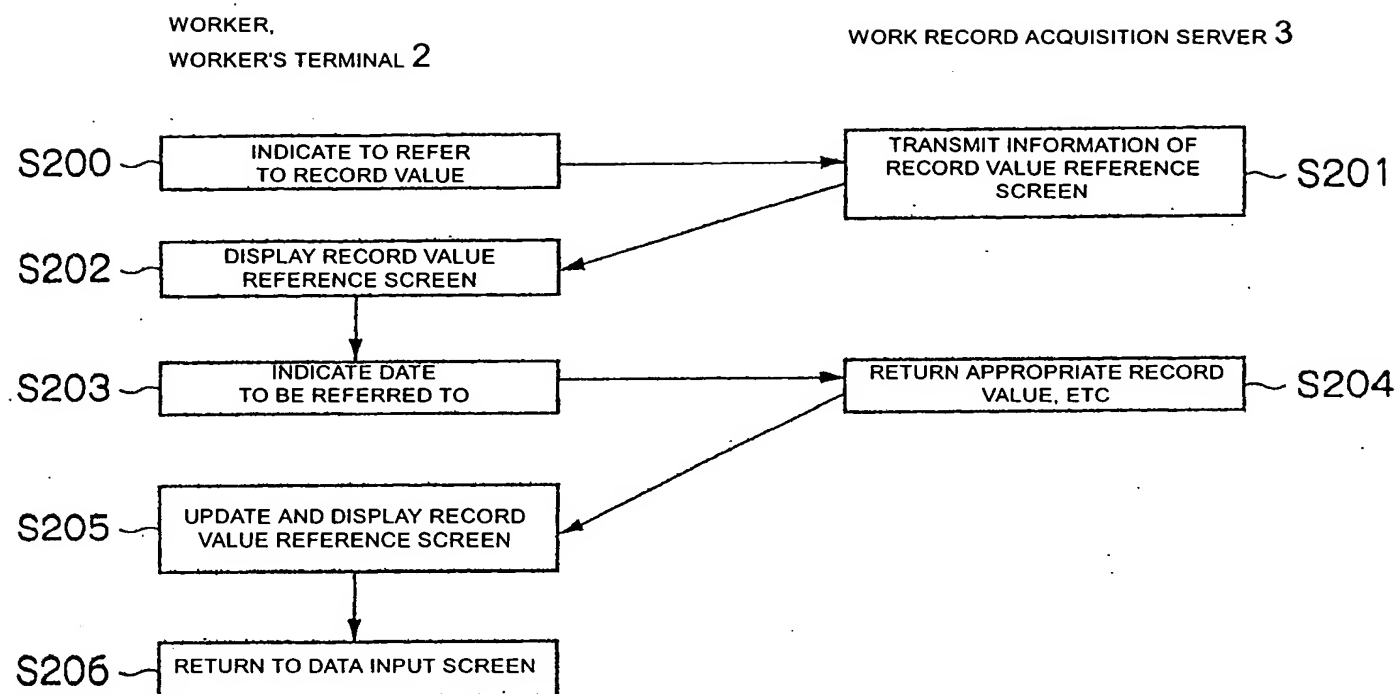 WORKER,
WORKER'S TERMINAL 2
WORK RECORD ACQUISITION SERVER 3
S200
INDICATE TO REFER
TO RECORD VALUE
TRANSMIT INFORMATION OF
RECORD VALUE REFERENCE
SCREEN
S201
S202
DISPLAY RECORD VALUE
REFERENCE SCREEN
S203
INDICATE DATE
TO BE REFERRED TO
RETURN APPROPRIATE RECORD
VALUE, ETC
S204
S205
UPDATE AND DISPLAY RECORD
VALUE REFERENCE SCREEN
S206
RETURN TO DATA INPUT SCREEN